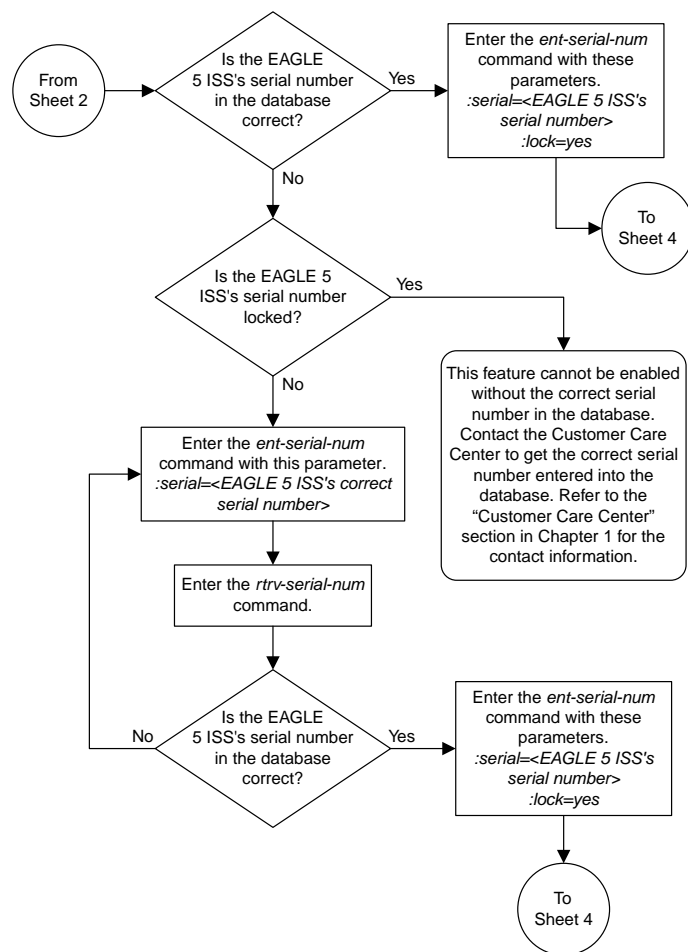 From
Sheet 2
Is the EAGLE
5 ISS's serial number
in the database
correct?
Yes
Enter the ent-serial-num
command with these
parameters.
:serial=<EAGLE 5 ISS's
serial number>
:lock=yes
No
To
Sheet 4
Is the EAGLE 5
ISS's serial number
locked?
Yes
No
This feature cannot be enabled
without the correct serial
number in the database.
Contact the Customer Care
Center to get the correct serial
number entered into the
database. Refer to the
“Customer Care Center”
section in Chapter 1 for the
contact information.
Enter the ent-serial-num
command with this parameter.
:serial=<EAGLE 5 ISS's correct
serial number>
Enter the rtrv-serial-num
command.
Is the EAGLE
5 ISS's serial number
in the database
correct?
No
Yes
Enter the ent-serial-num
command with these
parameters.
:serial=<EAGLE 5 ISS's
serial number>
:lock=yes
To
Sheet 4